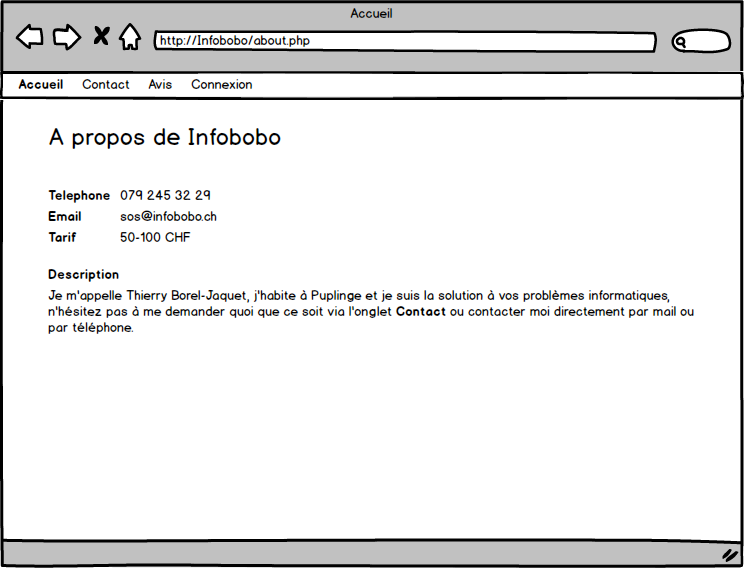 Accueil
http://Infobobo/about.php
Accueil Contact Avis Connexion
A propos de Infobobo
Telephone 079 245 32 29
Email sos@infobobo.ch
Tarif 50-100 CHF
Description
Je m'appelle Thierry Borel-Jaquet, j'habite à Puplinge et je suis la solution à vos problèmes informatiques,
n'hésitez pas à me demander quoi que ce soit via l'onglet Contact ou contacter moi directement par mail ou
par téléphone.